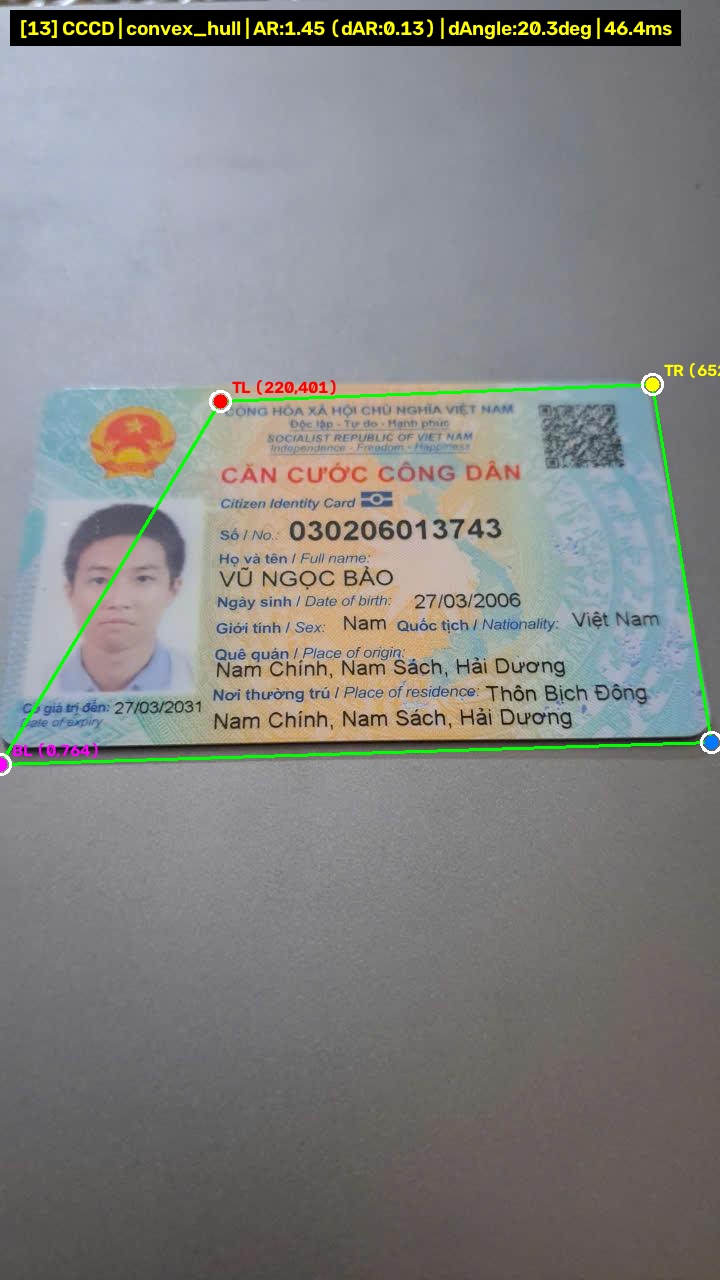 [13] CCCD | convex_hull | AR:1.45 (dAR:0.13) | dAngle:20.3deg | 46.4ms
TR (652
TL (220,401)
CỘNG HÒA XÃ HỘI CHỦ NGHĨA VIỆT NAM
Độc lập - Tự do - Hạnh phúc
SOCIALIST REPUBLIC OF VIET NAM
Independence - Freedom - Happiness
CĂN CƯỚC CÔNG DÂN
Citizen Identity Card
Số / No.: 030206013743
Họ và tên / Full name:
VŨ NGỌC BẢO
Ngày sinh / Date of birth: 27/03/2006
Giới tính / Sex: Nam Quốc tịch / Nationality: Việt Nam
Quê quán / Place of origin:
Nam Chính, Nam Sách, Hải Dương
Nơi thường trú / Place of residence: Thôn Bịch Đông
Nam Chính, Nam Sách, Hải Dương
Có giá trị đến: 27/03/2031
Date of expiry
BL (0,764)